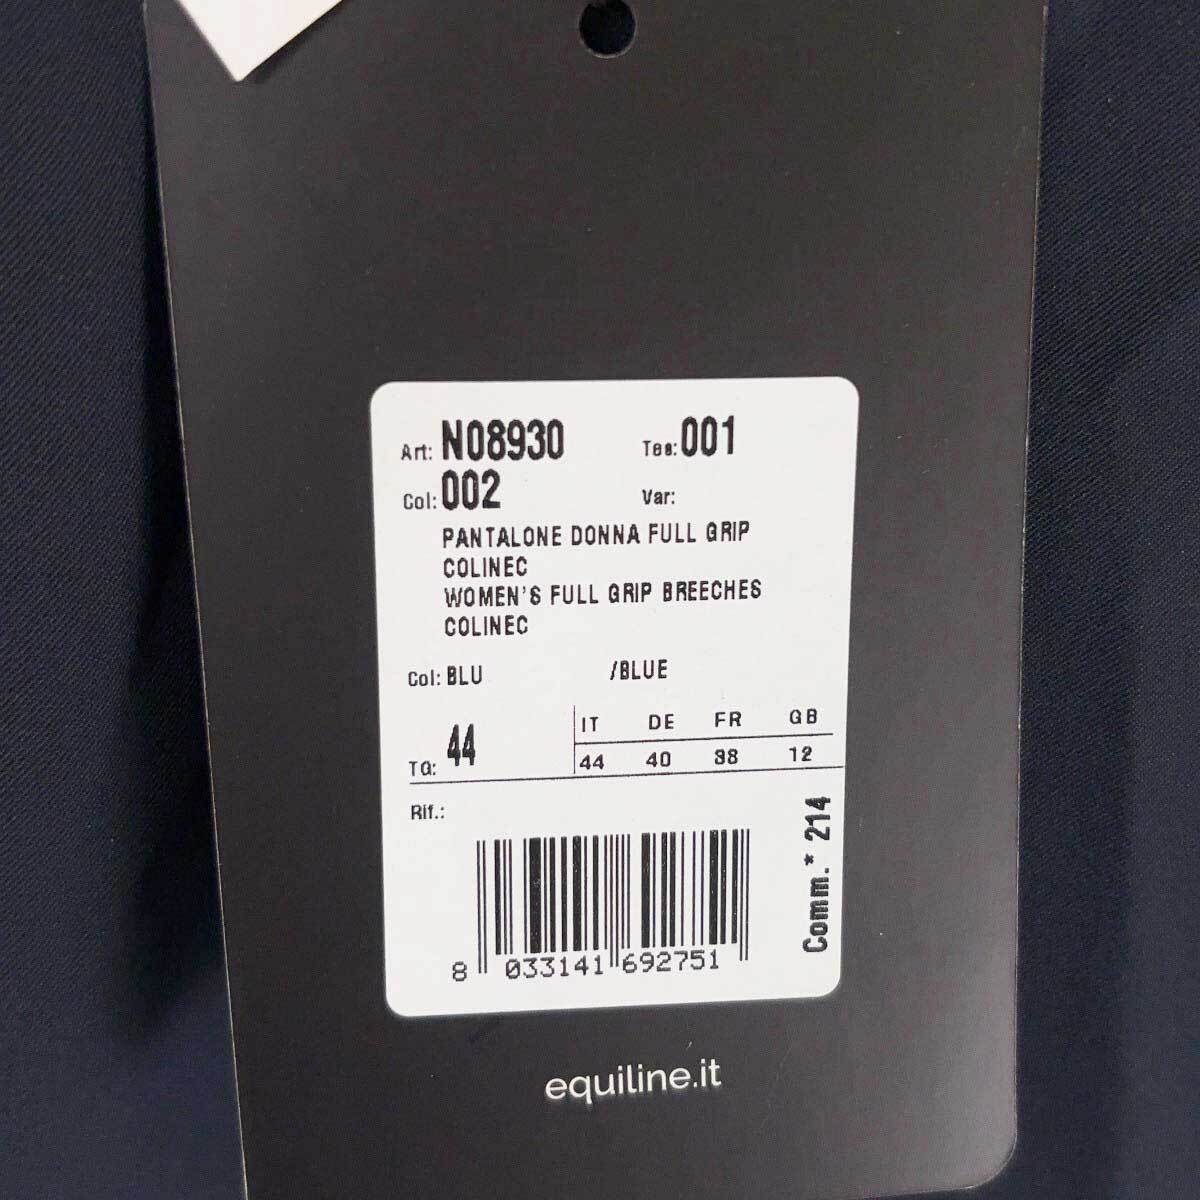 Art: N08930 Tes: 001
Col: 002 Var:
PANTALONE DONNA FULL GRIP
COLINEC
WOMEN'S FULL GRIP BREECHES
COLINEC
Col: BLU /BLUE
TG: 44
IT DE FR GB
44 40 38 12
Rif.:
Comm.* 214
8 033141 692751
equiline.it